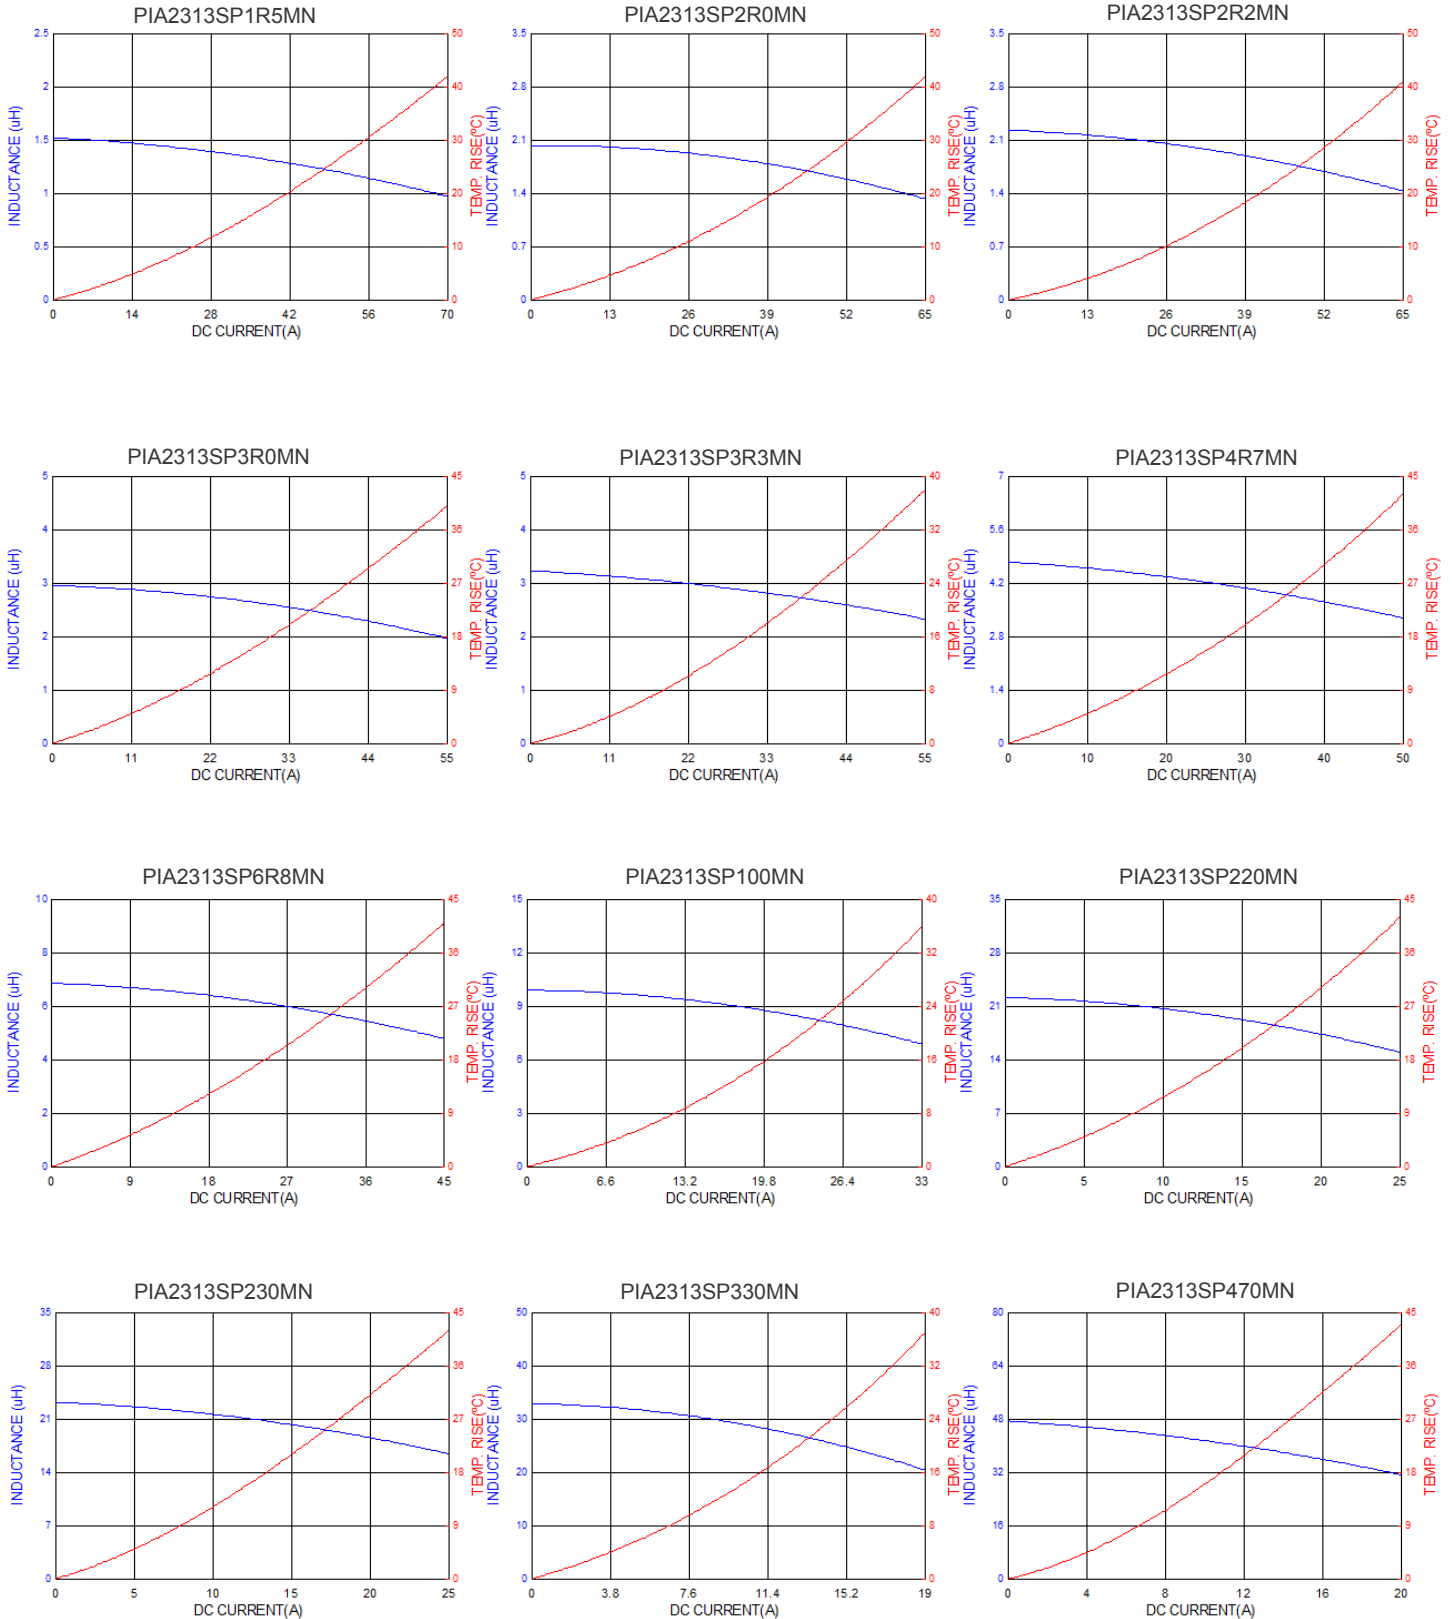 PIA2313SP1R5MN
PIA2313SP2R0MN
PIA2313SP2R2MN
2.5
2
1.5
1
0.5
0
INDUCTANCE (uH)
50
40
30
20
10
0
TEMP. RISE(ºC)
0 14 28 42 56 70
DC CURRENT(A)
3.5
2.8
2.1
1.4
0.7
0
INDUCTANCE (uH)
50
40
30
20
10
0
TEMP. RISE(ºC)
0 13 26 39 52 65
DC CURRENT(A)
3.5
2.8
2.1
1.4
0.7
0
INDUCTANCE (uH)
50
40
30
20
10
0
TEMP. RISE(ºC)
0 13 26 39 52 65
DC CURRENT(A)
PIA2313SP3R0MN
PIA2313SP3R3MN
PIA2313SP4R7MN
5
4
3
2
1
0
INDUCTANCE (uH)
45
36
27
18
9
0
TEMP. RISE(ºC)
0 11 22 33 44 55
DC CURRENT(A)
5
4
3
2
1
0
INDUCTANCE (uH)
40
32
24
16
8
0
TEMP. RISE(ºC)
0 11 22 33 44 55
DC CURRENT(A)
7
5.6
4.2
2.8
1.4
0
INDUCTANCE (uH)
45
36
27
18
9
0
TEMP. RISE(ºC)
0 10 20 30 40 50
DC CURRENT(A)
PIA2313SP6R8MN
PIA2313SP100MN
PIA2313SP220MN
10
8
6
4
2
0
INDUCTANCE (uH)
45
36
27
18
9
0
TEMP. RISE(ºC)
0 9 18 27 36 45
DC CURRENT(A)
15
12
9
6
3
0
INDUCTANCE (uH)
40
32
24
16
8
0
TEMP. RISE(ºC)
0 6.6 13.2 19.8 26.4 33
DC CURRENT(A)
35
28
21
14
7
0
INDUCTANCE (uH)
45
36
27
18
9
0
TEMP. RISE(ºC)
0 5 10 15 20 25
DC CURRENT(A)
PIA2313SP230MN
PIA2313SP330MN
PIA2313SP470MN
35
28
21
14
7
0
INDUCTANCE (uH)
45
36
27
18
9
0
TEMP. RISE(ºC)
0 5 10 15 20 25
DC CURRENT(A)
50
40
30
20
10
0
INDUCTANCE (uH)
40
32
24
16
8
0
TEMP. RISE(ºC)
0 3.8 7.6 11.4 15.2 19
DC CURRENT(A)
80
64
48
32
16
0
INDUCTANCE (uH)
45
36
27
18
9
0
TEMP. RISE(ºC)
0 4 8 12 16 20
DC CURRENT(A)